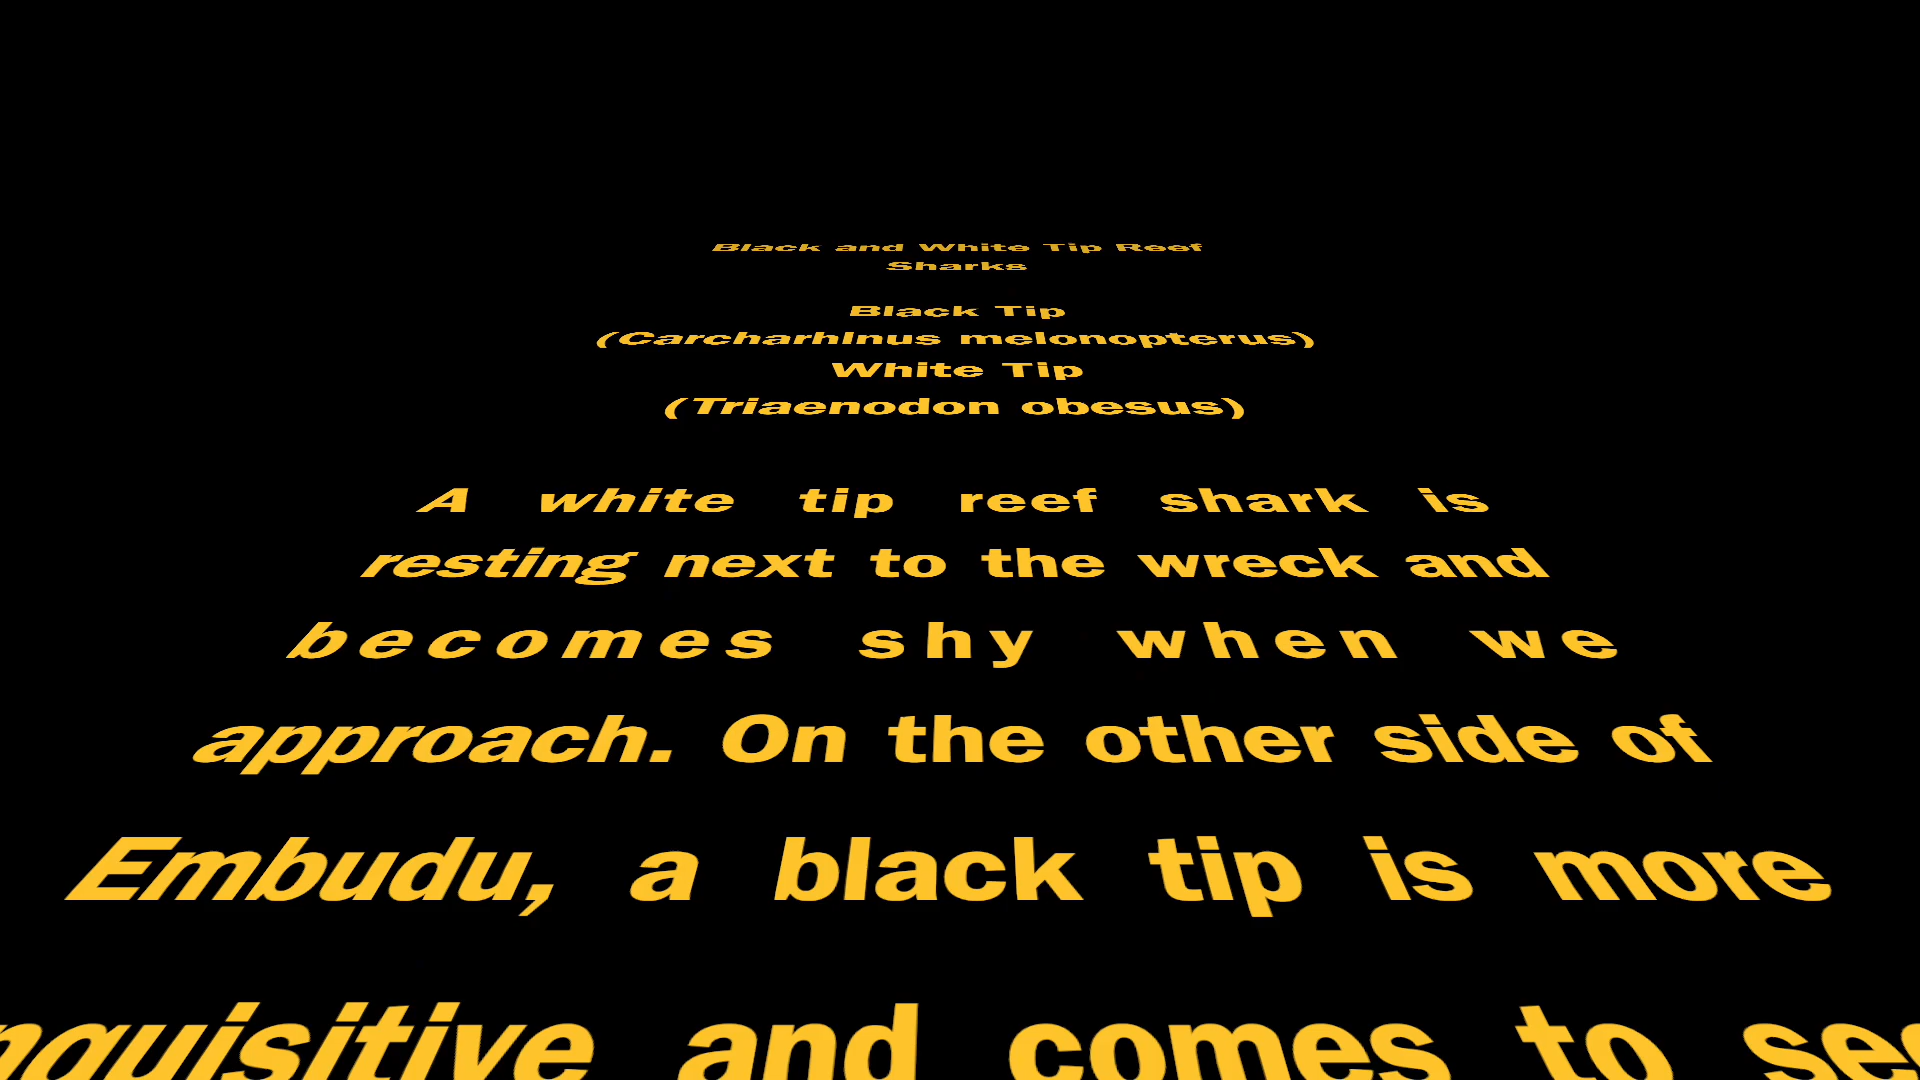 Black and White Tip Reef
Sharks
Black Tip
(Carcharhinus melonopterus)
White Tip
(Triaenodon obesus)
A white tip reef shark is
resting next to the wreck and
becomes shy when we
approach. On the other side of
Embudu, a black tip is more
and comes to